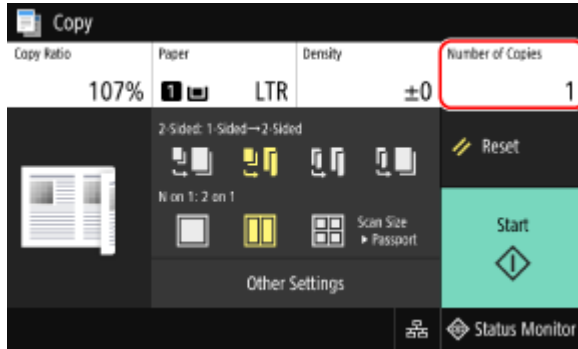 Copy
Copy Ratio
107%
Paper
1 LTR
Density
±0
Number of Copies
1
2-Sided: 1-Sided→2-Sided
N on 1: 2 on 1
Scan Size
▸ Passport
Other Settings
Reset
Start
Status Monitor